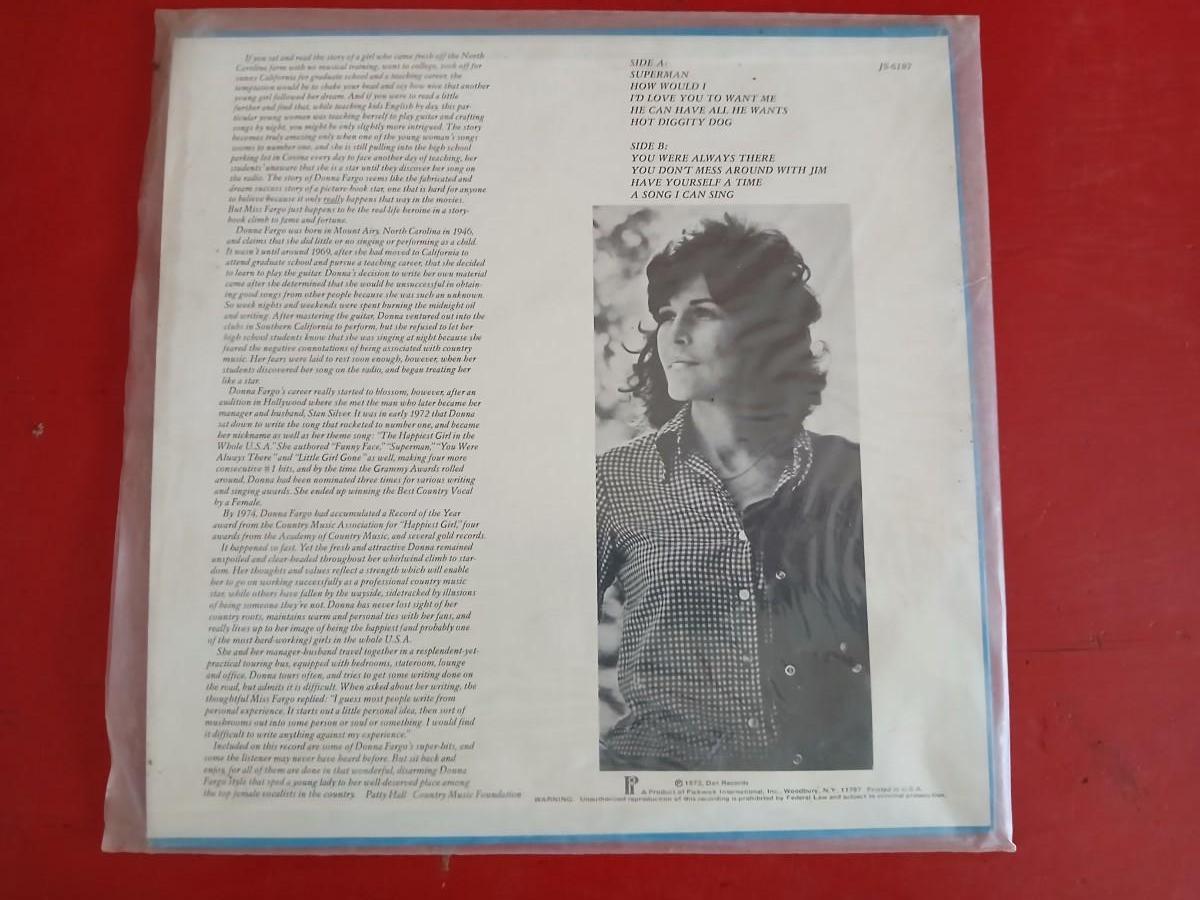 If you sat and read the story of a girl who came fresh off the North
Carolina farm with no musical training, went to college, took off for
sunny California for graduate school and a teaching career, the
temptation would be to shake your head and say how nice that another
young girl followed her dream. And if you were to read a little
further and find that, while teaching kids English by day, this par-
ticular young woman was teaching herself to play guitar and crafting
songs by night, you might be only slightly more intrigued. The story
becomes truly amazing only when one of the young woman's songs
zooms to number one, and she is still pulling into the high school
parking lot in Covina every day to face another day of teaching, her
students unaware that she is a star until they discover her song on
the radio. The story of Donna Fargo seems like the fabricated and
dream success story of a picture-book star, one that is hard for anyone
to believe because it only really happens that way in the movies.
But Miss Fargo just happens to be the real-life heroine in a story-
book climb to fame and fortune.
Donna Fargo was born in Mount Airy, North Carolina in 1946,
and claims that she did little or no singing or performing as a child.
It wasn't until around 1969, after she had moved to California to
attend graduate school and pursue a teaching career, that she decided
to learn to play the guitar. Donna's decision to write her own material
came after she determined that she would be unsuccessful in obtain-
ing good songs from other people because she was such an unknown.
So week nights and weekends were spent burning the midnight oil
and writing. After mastering the guitar, Donna ventured out into the
clubs in Southern California to perform, but she refused to let her
high school students know that she was singing at night because she
feared the negative connotations of being associated with country
music. Her fears were laid to rest soon enough, however, when her
students discovered her song on the radio, and began treating her
like a star.
Donna Fargo's career really started to blossom, however, after an
audition in Hollywood where she met the man who later became her
manager and husband, Stan Silver. It was in early 1972 that Donna
sat down to write the song that rocketed to number one, and became
her nickname as well as her theme song: "The Happiest Girl in the
Whole U.S.A." She authored "Funny Face," "Superman," "You Were
Always There" and "Little Girl Gone" as well, making four more
consecutive #1 hits, and by the time the Grammy Awards rolled
around, Donna had been nominated three times for various writing
and singing awards. She ended up winning the Best Country Vocal
by a Female.
By 1974, Donna Fargo had accumulated a Record of the Year
award from the Country Music Association for "Happiest Girl," four
awards from the Academy of Country Music, and several gold records.
It happened so fast. Yet the fresh and attractive Donna remained
unspoiled and clear-headed throughout her whirlwind climb to star-
dom. Her thoughts and values reflect a strength which will enable
her to go on working successfully as a professional country music
star, while others have fallen by the wayside, sidetracked by illusions
of being someone they're not. Donna has never lost sight of her
country roots, maintains warm and personal ties with her fans, and
really lives up to her image of being the happiest (and probably one
of the most hard-working) girls in the whole U.S.A.
She and her manager-husband travel together in a resplendent-yet-
practical touring bus, equipped with bedrooms, stateroom, lounge
and office. Donna tours often, and tries to get some writing done on
the road, but admits it is difficult. When asked about her writing, the
thoughtful Miss Fargo replied: "I guess most people write from
personal experience. It starts out a little personal idea, then sort of
mushrooms out into some person or soul or something. I would find
it difficult to write anything against my experience."
Included on this record are some of Donna Fargo's super-hits, and
some the listener may never have heard before. But sit back and
enjoy, for all of them are done in that wonderful, disarming Donna
Fargo style that sped a young lady to her well-deserved place among
the top female vocalists in the country. Patty Hall Country Music Foundation
SIDE A:
SUPERMAN
HOW WOULD I
I'D LOVE YOU TO WANT ME
HE CAN HAVE ALL HE WANTS
HOT DIGGITY DOG
SIDE B:
YOU WERE ALWAYS THERE
YOU DON'T MESS AROUND WITH JIM
HAVE YOURSELF A TIME
A SONG I CAN SING
JS-6187
P
℗ 1973, Dot Records
A Product of Pickwick International, Inc., Woodbury, N.Y. 11797 Printed in U.S.A.
WARNING: Unauthorized reproduction of this recording is prohibited by Federal Law and subject to criminal prosecution.